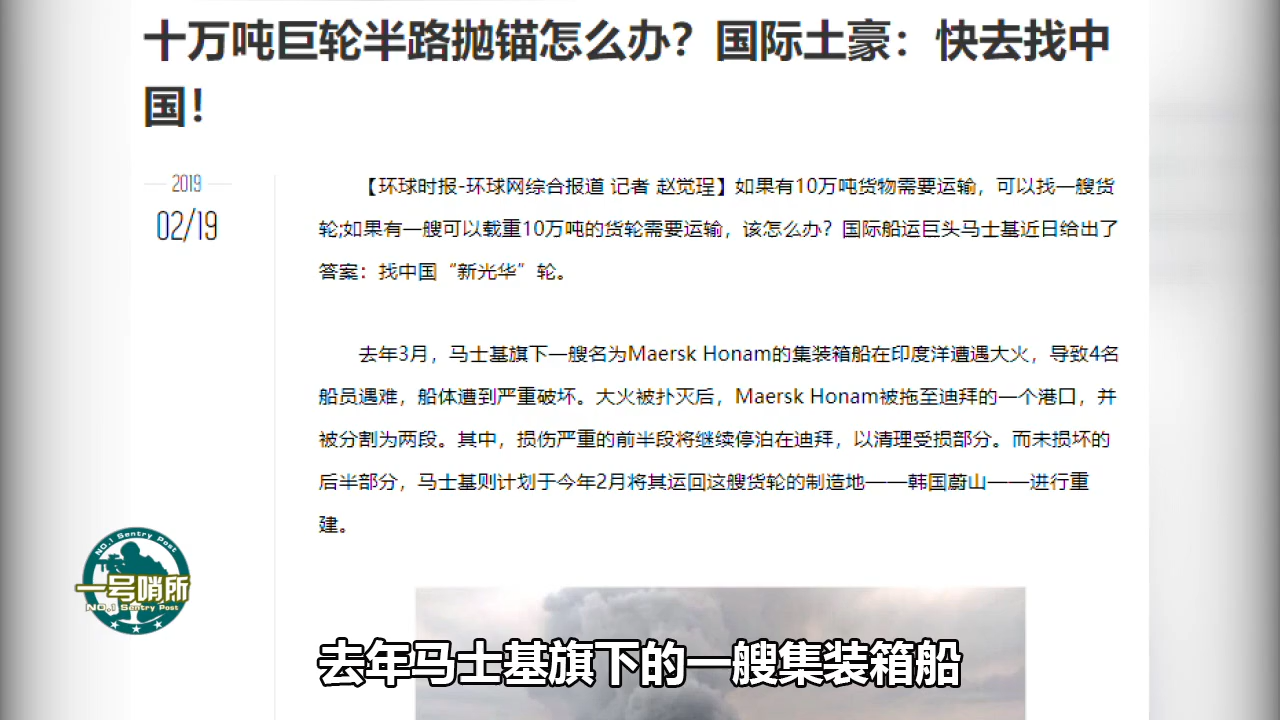 十万吨巨轮半路抛锚怎么办？国际土豪：快去找中
国！
2019
02/19
【环球时报-环球网综合报道 记者 赵觉珵】如果有10万吨货物需要运输，可以找一艘货
轮;如果有一艘可以载重10万吨的货轮需要运输，该怎么办？国际船运巨头马士基近日给出了
答案：找中国“新光华”轮。
去年3月，马士基旗下一艘名为Maersk Honam的集装箱船在印度洋遭遇大火，导致4名
船员遇难，船体遭到严重破坏。大火被扑灭后，Maersk Honam被拖至迪拜的一个港口，并
被分割为两段。其中，损伤严重的前半段将继续停泊在迪拜，以清理受损部分。而未损坏的
后半部分，马士基则计划于今年2月将其运回这艘货轮的制造地——韩国蔚山——进行重
建。
NO.1 Sentry Post
一号哨所
NO.1 Sentry Post
去年马士基旗下的一艘集装箱船